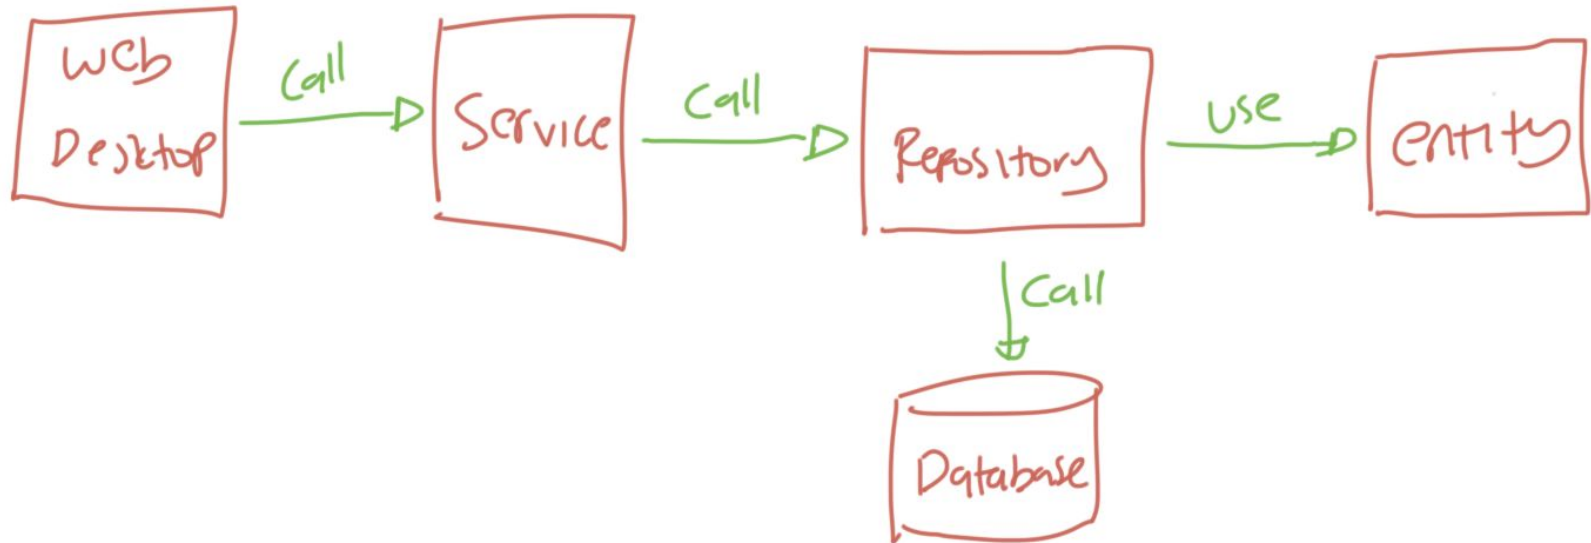 Web
Desktop
Call
Service
Call
Repository
use
entity
Call
Database